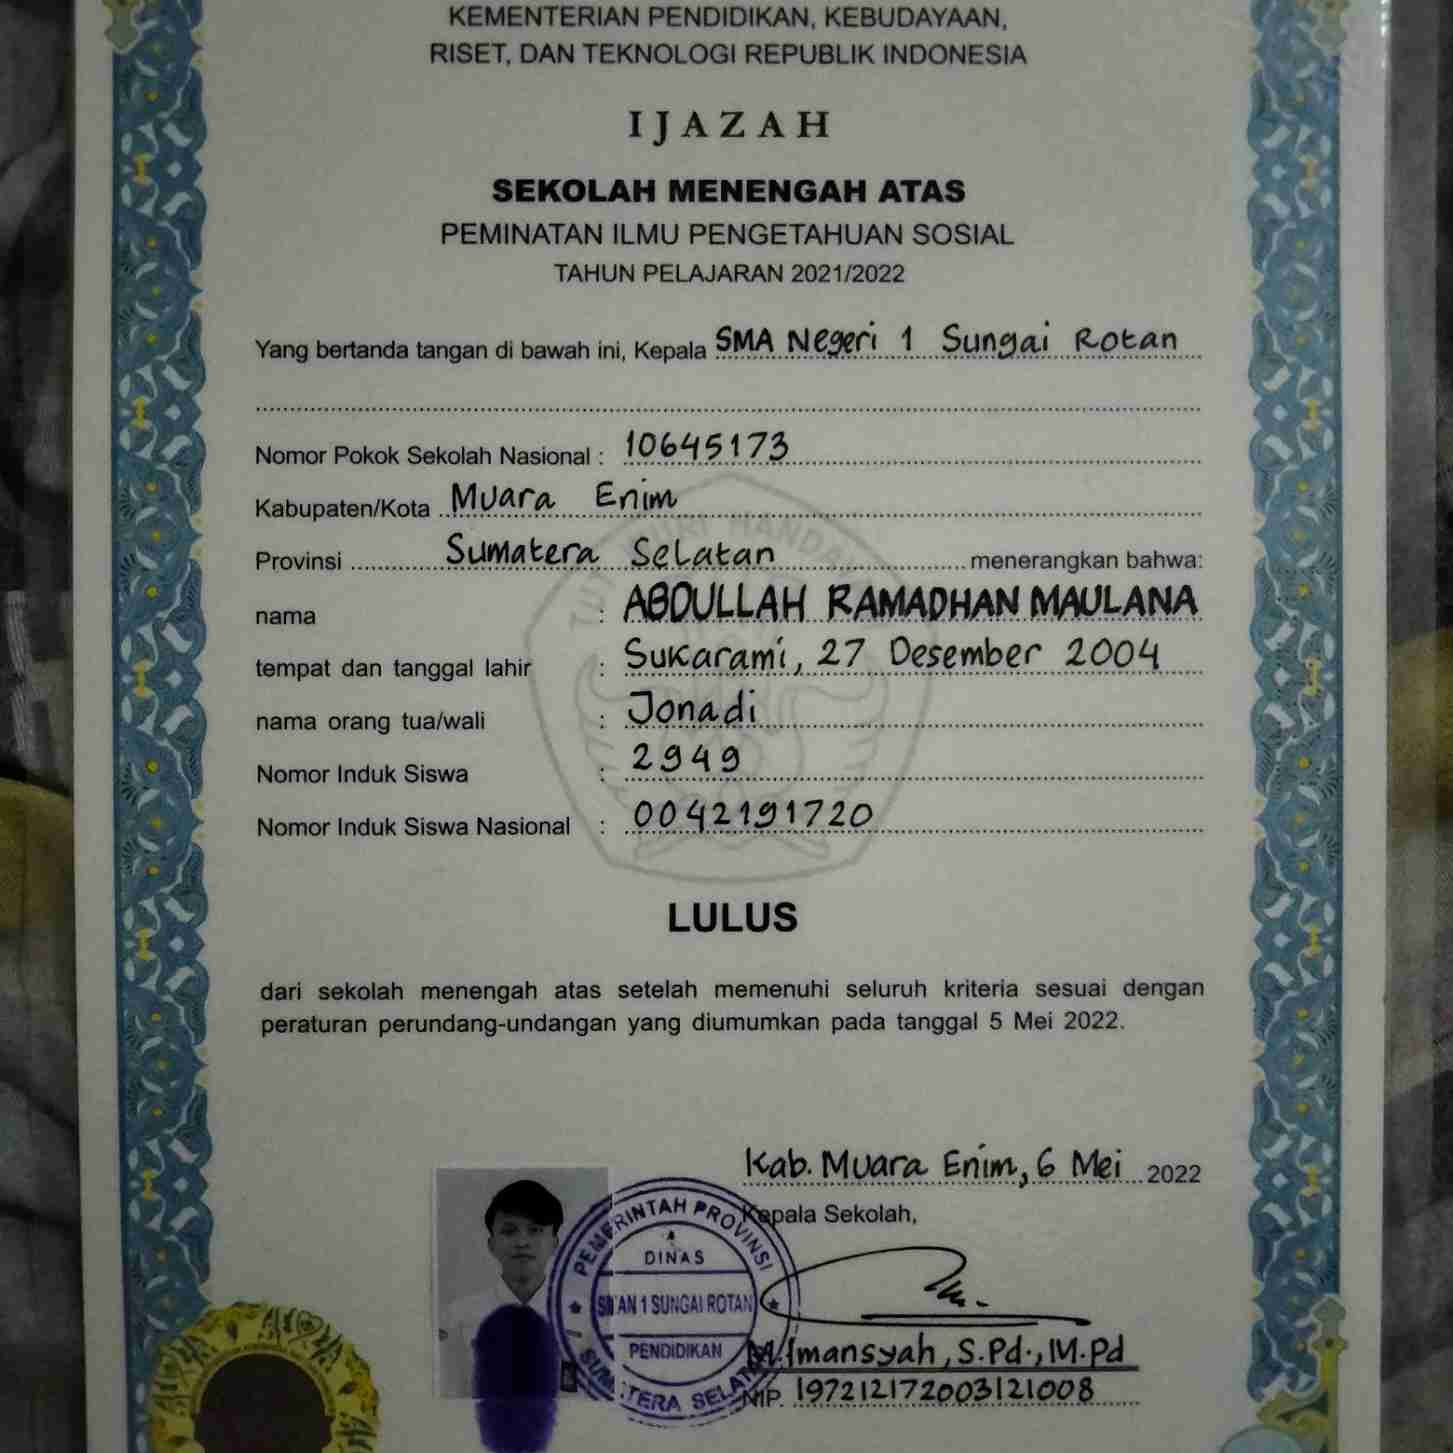 KEMENTERIAN PENDIDIKAN, KEBUDAYAAN,
RISET, DAN TEKNOLOGI REPUBLIK INDONESIA
IJAZAH
SEKOLAH MENENGAH ATAS
PEMINATAN ILMU PENGETAHUAN SOSIAL
TAHUN PELAJARAN 2021/2022
Yang bertanda tangan di bawah ini, Kepala SMA Negeri 1 Sungai Rotan
Nomor Pokok Sekolah Nasional : 10645173
Kabupaten/Kota Muara Enim
Provinsi Sumatera Selatan menerangkan bahwa:
nama : ABDULLAH RAMADHAN MAULANA
tempat dan tanggal lahir : Sukarami, 27 Desember 2004
nama orang tua/wali : Jonadi
Nomor Induk Siswa : 2949
Nomor Induk Siswa Nasional : 0042191720
LULUS
dari sekolah menengah atas setelah memenuhi seluruh kriteria sesuai dengan
peraturan perundang-undangan yang diumumkan pada tanggal 5 Mei 2022.
Kab. Muara Enim, 6 Mei 2022
Kepala Sekolah,
PEMERINTAH PROVINSI
DINAS
SMAN 1 SUNGAI ROTAN
PENDIDIKAN
SUMATERA SELATAN
M. Imansyah, S.Pd., M.Pd
NIP. 197212172003121008